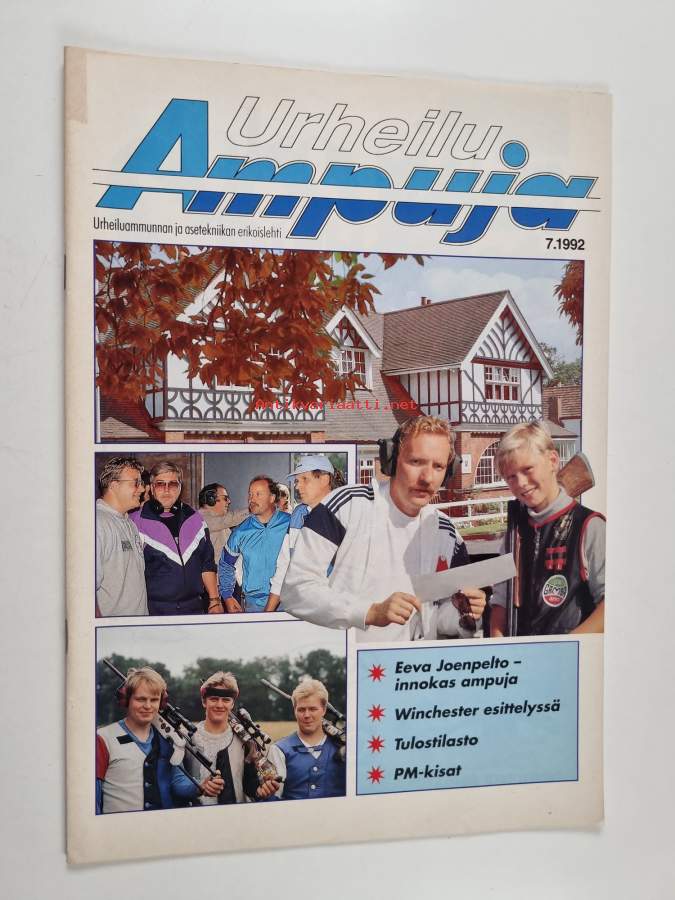 Urheilu
Ampuja
Urheiluammunnan ja asetekniikan erikoislehti
7.1992
Antikvariaatti.net
Eeva Joenpelto –
innokas ampuja
Winchester esittelyssä
Tulostilasto
PM-kisat